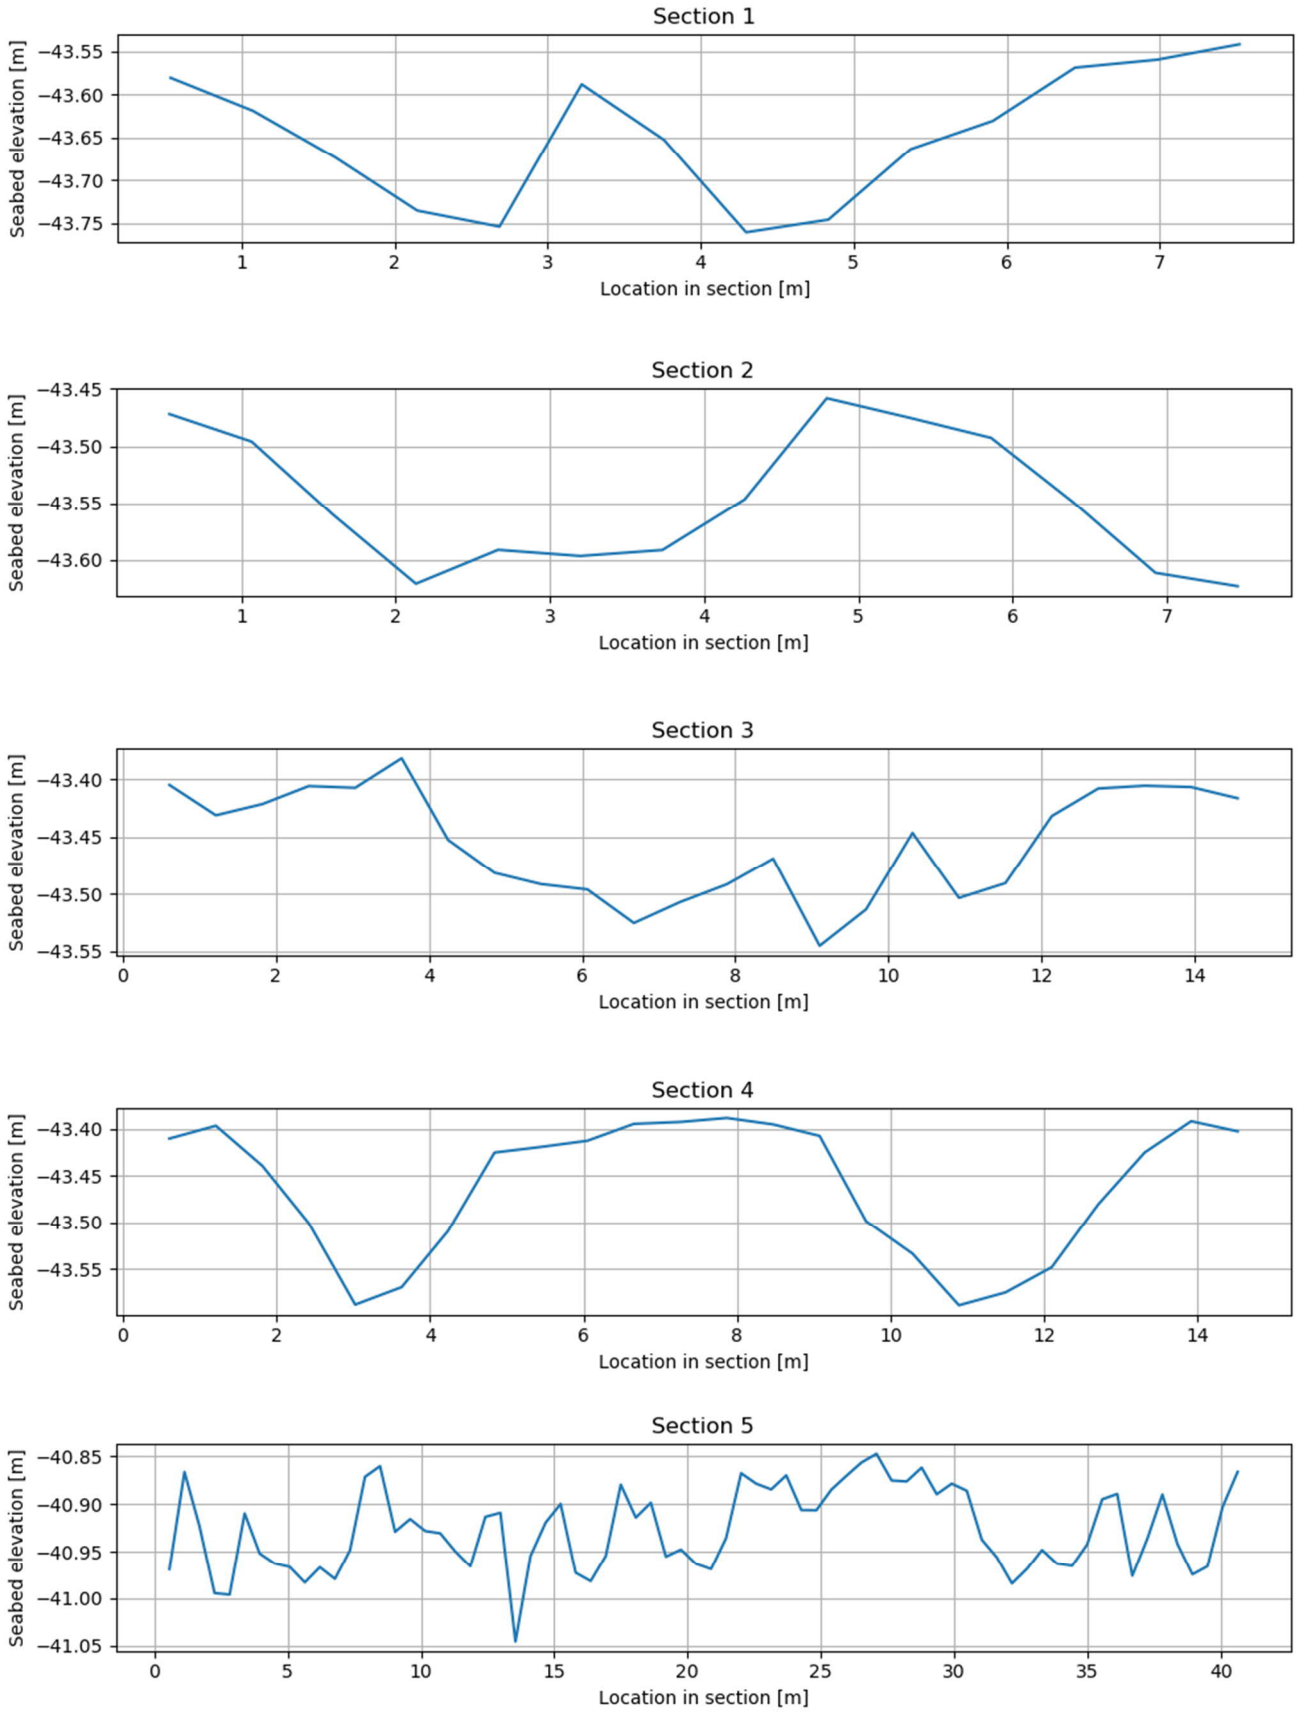 Section 1
Seabed elevation [m]
−43.55
−43.60
−43.65
−43.70
−43.75
1 2 3 4 5 6 7
Location in section [m]
Section 2
Seabed elevation [m]
−43.45
−43.50
−43.55
−43.60
1 2 3 4 5 6 7
Location in section [m]
Section 3
Seabed elevation [m]
−43.40
−43.45
−43.50
−43.55
0 2 4 6 8 10 12 14
Location in section [m]
Section 4
Seabed elevation [m]
−43.40
−43.45
−43.50
−43.55
0 2 4 6 8 10 12 14
Location in section [m]
Section 5
Seabed elevation [m]
−40.85
−40.90
−40.95
−41.00
−41.05
0 5 10 15 20 25 30 35 40
Location in section [m]